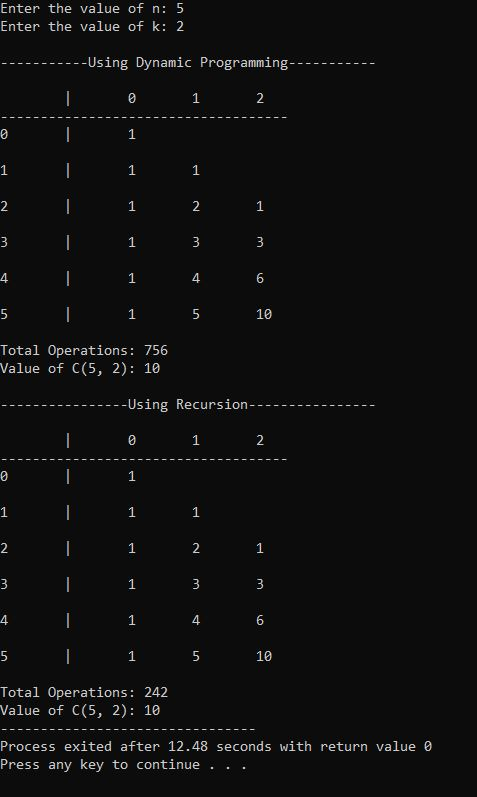 Enter the value of n: 5
Enter the value of k: 2
-----------Using Dynamic Programming-----------
| 0 1 2
------------------------------------
0 | 1
1 | 1 1
2 | 1 2 1
3 | 1 3 3
4 | 1 4 6
5 | 1 5 10
Total Operations: 756
Value of C(5, 2): 10
----------------Using Recursion----------------
| 0 1 2
------------------------------------
0 | 1
1 | 1 1
2 | 1 2 1
3 | 1 3 3
4 | 1 4 6
5 | 1 5 10
Total Operations: 242
Value of C(5, 2): 10
--------------------------------
Process exited after 12.48 seconds with return value 0
Press any key to continue . . .